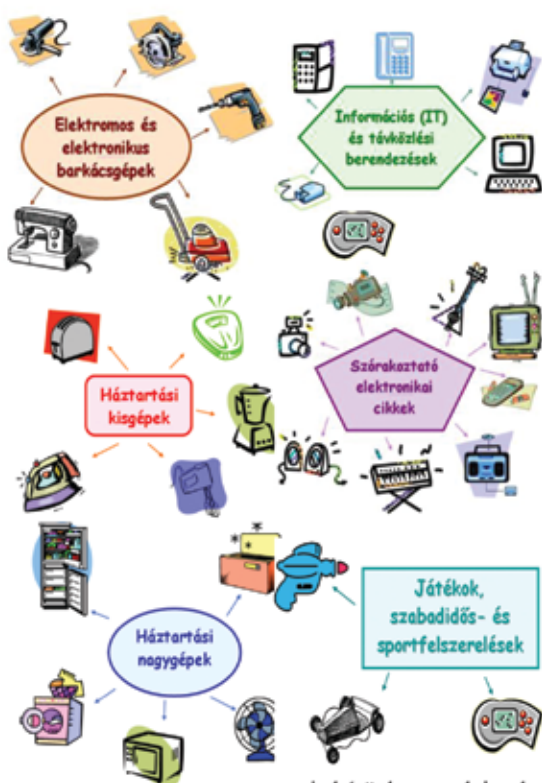 Elektromos és
elektronikus
barkácsgépek
Információs (IT)
és távközlési
berendezések
Háztartási
kisgépek
Szórakoztató
elektronikai
cikkek
Háztartási
nagygépek
Játékok,
szabadidős- és
sportfelszerelések